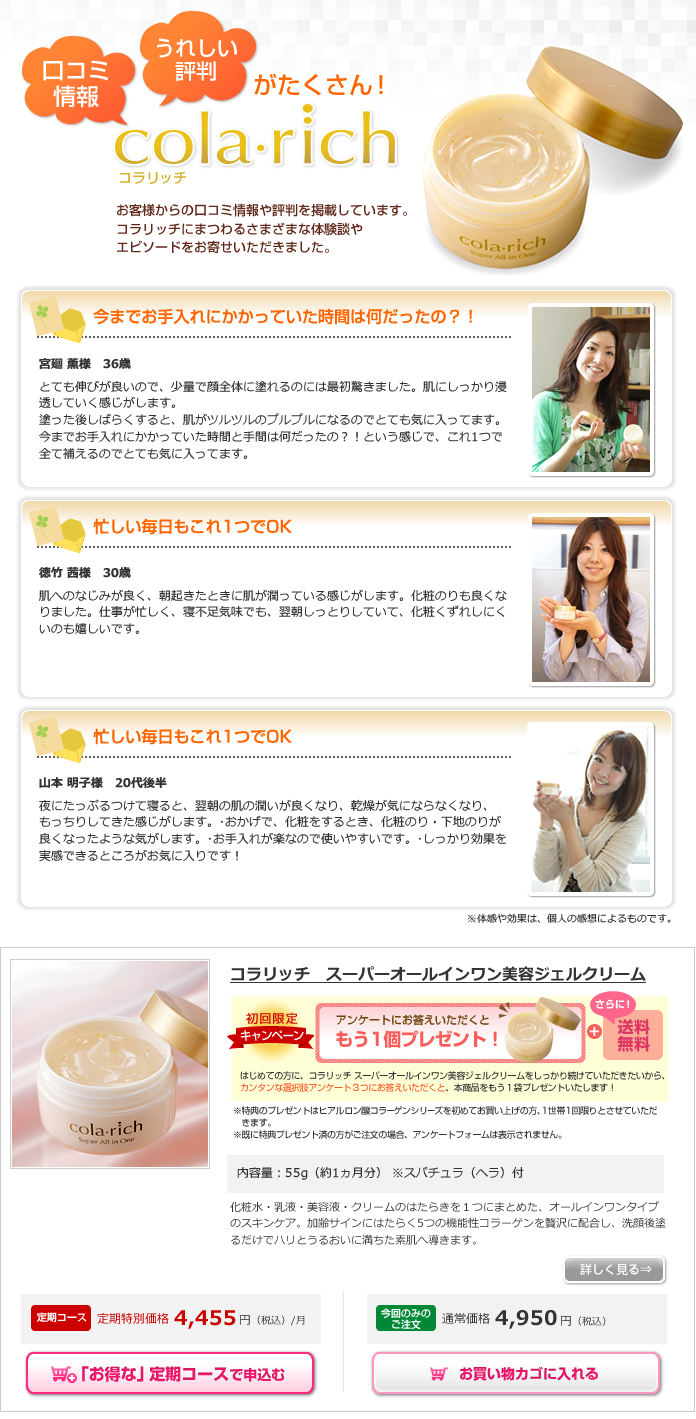 口コミ
情報
うれしい
評判
がたくさん！
cola・rich
コラリッチ
お客様からの口コミ情報や評判を掲載しています。
コラリッチにまつわるさまざまな体験談や
エピソードをお寄せいただきました。
cola・rich
Super All in One
今までお手入れにかかっていた時間は何だったの？！
宮廻 薫様　36歳
とても伸びが良いので、少量で顔全体に塗れるのには最初驚きました。肌にしっかり浸
透していく感じがします。
塗った後しばらくすると、肌がツルツルのプルプルになるのでとても気に入ってます。
今までお手入れにかかっていた時間と手間は何だったの？！という感じで、これ1つで
全て補えるのでとても気に入ってます。
忙しい毎日もこれ1つでOK
徳竹 茜様　30歳
肌へのなじみが良く、朝起きたときに肌が潤っている感じがします。化粧のりも良くな
りました。仕事が忙しく、寝不足気味でも、翌朝しっとりしていて、化粧くずれしにく
いのも嬉しいです。
忙しい毎日もこれ1つでOK
山本 明子様　20代後半
夜にたっぷるつけて寝ると、翌朝の肌の潤いが良くなり、乾燥が気にならなくなり、
もっちりしてきた感じがします。･おかげで、化粧をするとき、化粧のり・下地のりが
良くなったような気がします。･お手入れが楽なので使いやすいです。･しっかり効果を
実感できるところがお気に入りです！
※体感や効果は、個人の感想によるものです。
コラリッチ　スーパーオールインワン美容ジェルクリーム
初回限定
キャンペーン
アンケートにお答えいただくと
もう１個プレゼント！
さらに！
送料
無料
はじめての方に、コラリッチ スーパーオールインワン美容ジェルクリームをしっかり続けていただきたいから、
カンタンな選択肢アンケート３つにお答えいただくと、本商品をもう１袋プレゼントいたします！
※特典のプレゼントはヒアルロン酸コラーゲンシリーズを初めてお買い上げの方、1世帯1回限りとさせていただ
きます。
※既に特典プレゼント済の方がご注文の場合、アンケートフォームは表示されません。
cola・rich
Super All in One
内容量：55g（約1ヵ月分） ※スパチュラ（ヘラ）付
化粧水・乳液・美容液・クリームのはたらきを１つにまとめた、オールインワンタイプ
のスキンケア。加齢サインにはたらく5つの機能性コラーゲンを贅沢に配合し、洗顔後塗
るだけでハリとうるおいに満ちた素肌へ導きます。
詳しく見る⇒
定期コース 定期特別価格 4,455円（税込）/月
「お得な」定期コースで申込む
今回のみの
ご注文
通常価格 4,950円（税込）
お買い物カゴに入れる